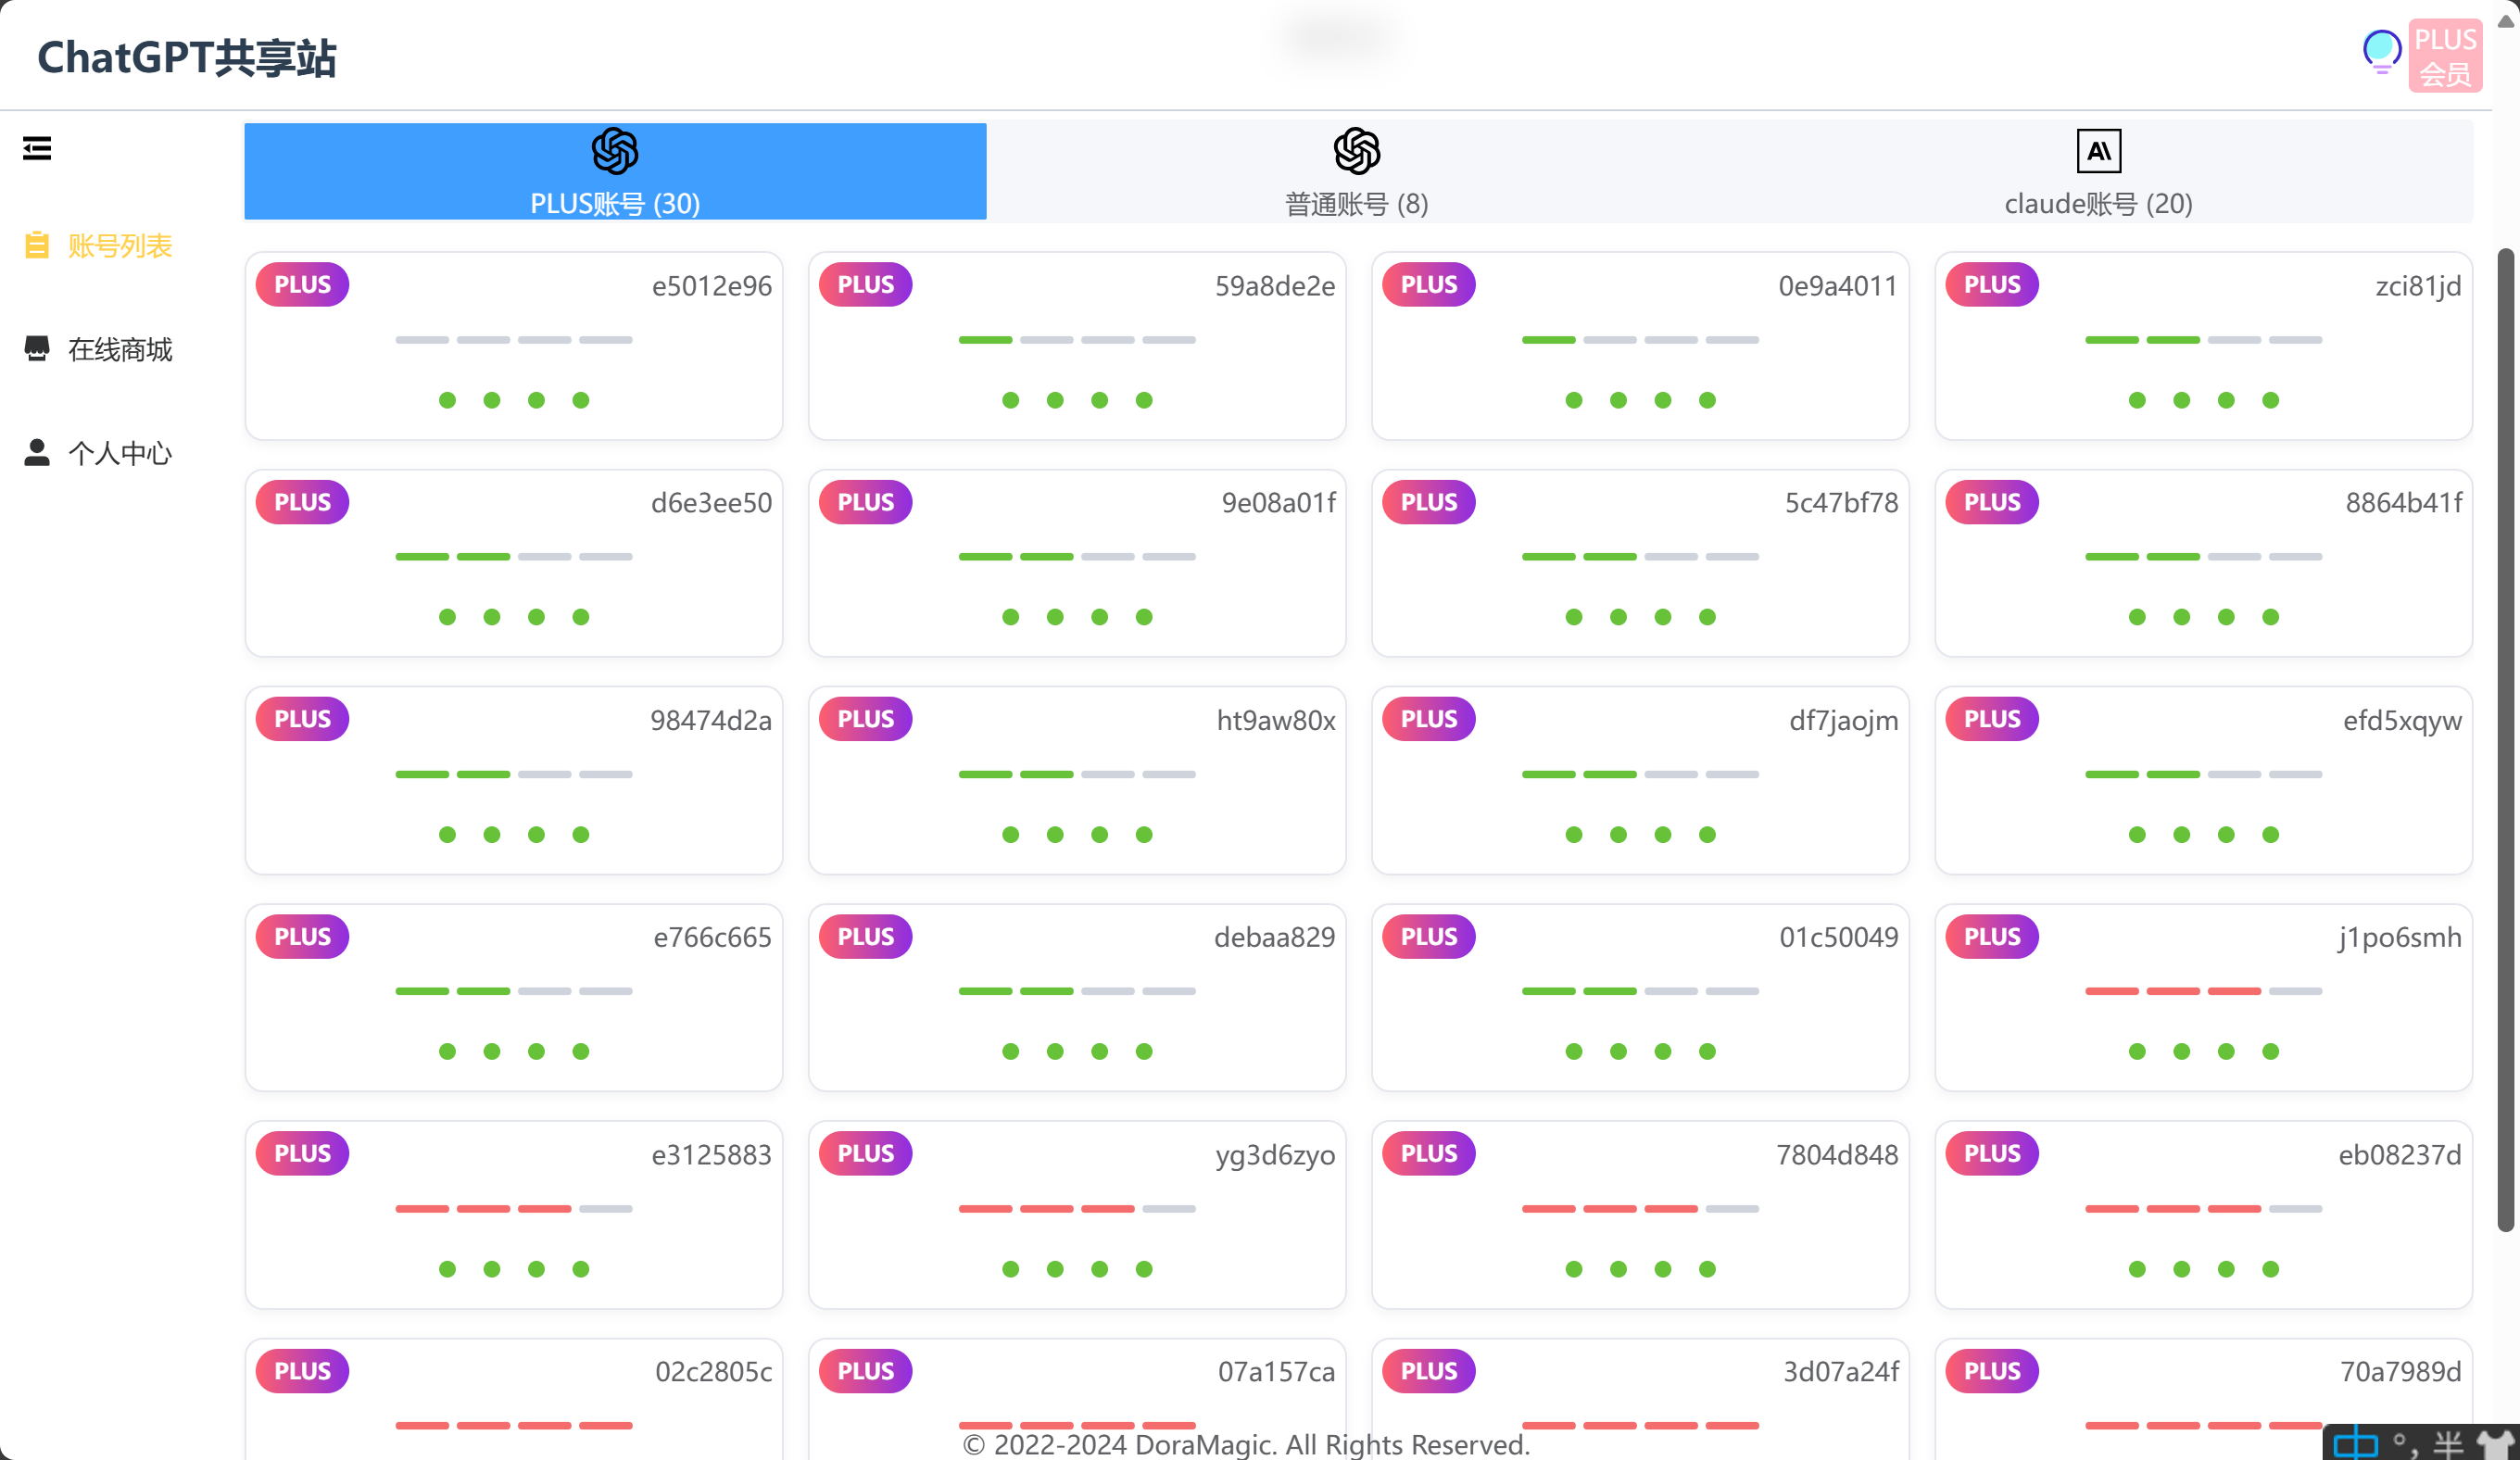 ChatGPT共享站
PLUS
会员
PLUS账号 (30)
普通账号 (8)
claude账号 (20)
账号列表
在线商城
个人中心
PLUS e5012e96
PLUS 59a8de2e
PLUS 0e9a4011
PLUS zci81jd
PLUS d6e3ee50
PLUS 9e08a01f
PLUS 5c47bf78
PLUS 8864b41f
PLUS 98474d2a
PLUS ht9aw80x
PLUS df7jaojm
PLUS efd5xqyw
PLUS e766c665
PLUS debaa829
PLUS 01c50049
PLUS j1po6smh
PLUS e3125883
PLUS yg3d6zyo
PLUS 7804d848
PLUS eb08237d
PLUS 02c2805c
PLUS 07a157ca
PLUS 3d07a24f
PLUS 70a7989d
© 2022-2024 DoraMagic. All Rights Reserved.
中 °, 半